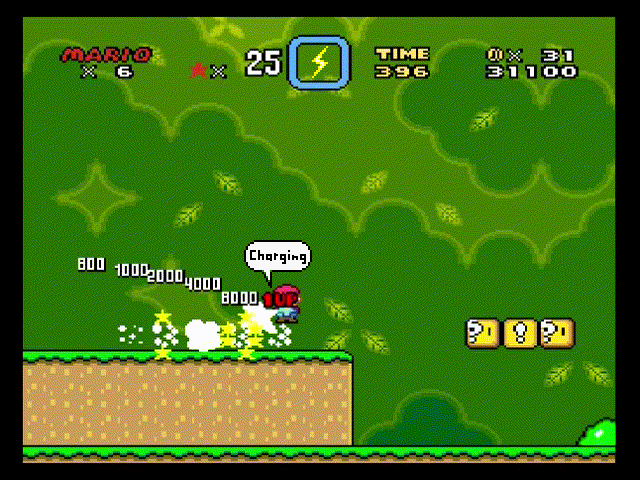 MARIO
x 6
★x 25
TIME
396
x 31
31100
Charging
800
1000
2000
4000
8000
1UP
? ! ? ? !